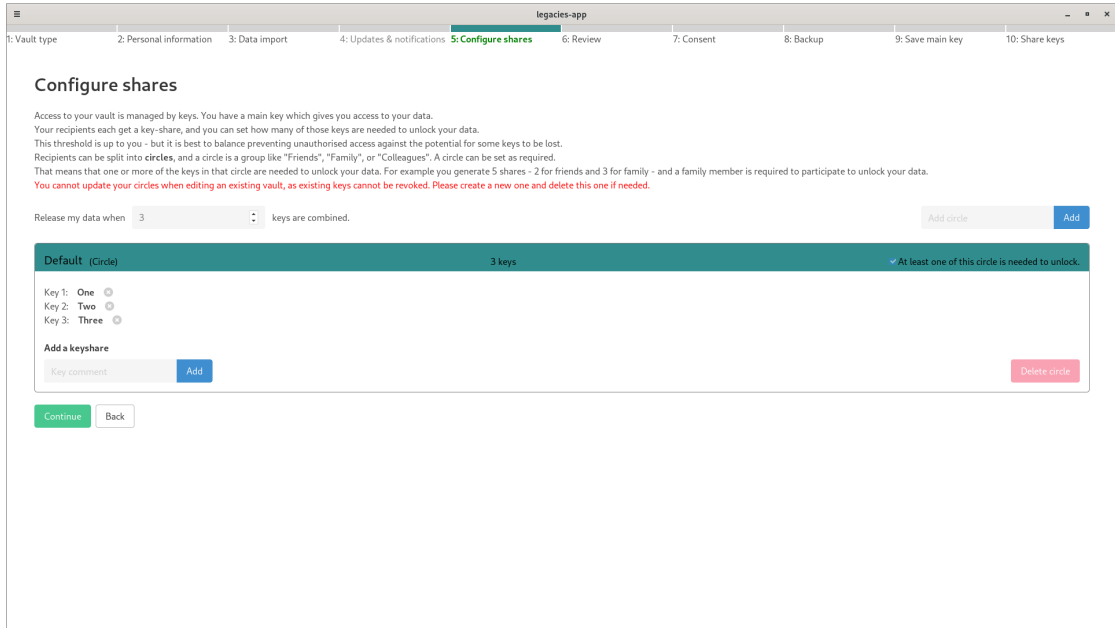 legacies-app
1: Vault type 2: Personal information 3: Data import 4: Updates & notifications 5: Configure shares 6: Review 7: Consent 8: Backup 9: Save main key 10: Share keys
Configure shares
Access to your vault is managed by keys. You have a main key which gives you access to your data.
Your recipients each get a key-share, and you can set how many of those keys are needed to unlock your data.
This threshold is up to you - but it is best to balance preventing unauthorised access against the potential for some keys to be lost.
Recipients can be split into circles, and a circle is a group like "Friends", "Family", or "Colleagues". A circle can be set as required.
That means that one or more of the keys in that circle are needed to unlock your data. For example you generate 5 shares - 2 for friends and 3 for family - and a family member is required to participate to unlock your data.
You cannot update your circles when editing an existing vault, as existing keys cannot be revoked. Please create a new one and delete this one if needed.
Release my data when 3 keys are combined. Add circle Add
Default (Circle) 3 keys At least one of this circle is needed to unlock.
Key 1: One
Key 2: Two
Key 3: Three
Add a keyshare
Key comment Add Delete circle
Continue Back